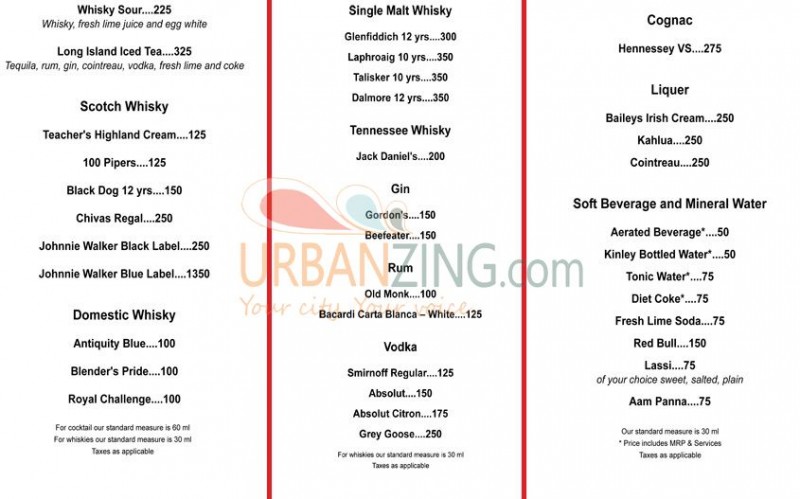 Whisky Sour....225
Whisky, fresh lime juice and egg white
Long Island Iced Tea....325
Tequila, rum, gin, cointreau, vodka, fresh lime and coke
Scotch Whisky
Teacher's Highland Cream....125
100 Pipers....125
Black Dog 12 yrs....150
Chivas Regal....250
Johnnie Walker Black Label....250
Johnnie Walker Blue Label....1350
Domestic Whisky
Antiquity Blue....100
Blender's Pride....100
Royal Challenge....100
For cocktail our standard measure is 60 ml
For whiskies our standard measure is 30 ml
Taxes as applicable
Single Malt Whisky
Glenfiddich 12 yrs....300
Laphroaig 10 yrs....350
Talisker 10 yrs....350
Dalmore 12 yrs....350
Tennessee Whisky
Jack Daniel's....200
Gin
Gordon's....150
Beefeater....150
Rum
Old Monk....100
Bacardi Carta Blanca – White....125
Vodka
Smirnoff Regular....125
Absolut....150
Absolut Citron....175
Grey Goose....250
For whiskies our standard measure is 30 ml
Taxes as applicable
Cognac
Hennessey VS....275
Liquer
Baileys Irish Cream....250
Kahlua....250
Cointreau....250
Soft Beverage and Mineral Water
Aerated Beverage*....50
Kinley Bottled Water*....50
Tonic Water*....75
Diet Coke*....75
Fresh Lime Soda....75
Red Bull....150
Lassi....75
of your choice sweet, salted, plain
Aam Panna....75
Our standard measure is 30 ml
* Price includes MRP & Services
Taxes as applicable
URBANZING.com
Your city Your voice